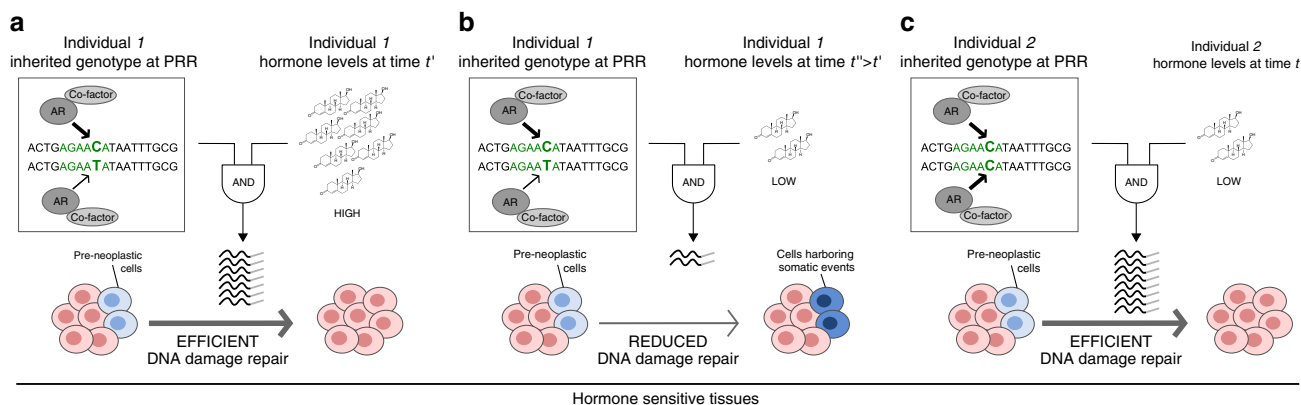 a
Individual 1
inherited genotype at PRR
Individual 1
hormone levels at time t'
Co-factor
AR
ACTGAGAACATAATTTGCG
ACTGAGAATATAATTTGCG
AR
Co-factor
AND
HIGH
Pre-neoplastic
cells
EFFICIENT
DNA damage repair
b
Individual 1
inherited genotype at PRR
Individual 1
hormone levels at time t''>t'
Co-factor
AR
ACTGAGAACATAATTTGCG
ACTGAGAATATAATTTGCG
AR
Co-factor
AND
LOW
Pre-neoplastic
cells
Cells harboring
somatic events
REDUCED
DNA damage repair
c
Individual 2
inherited genotype at PRR
Individual 2
hormone levels at time t
Co-factor
AR
ACTGAGAACATAATTTGCG
ACTGAGAACATAATTTGCG
AR
Co-factor
AND
LOW
Pre-neoplastic
cells
EFFICIENT
DNA damage repair
Hormone sensitive tissues